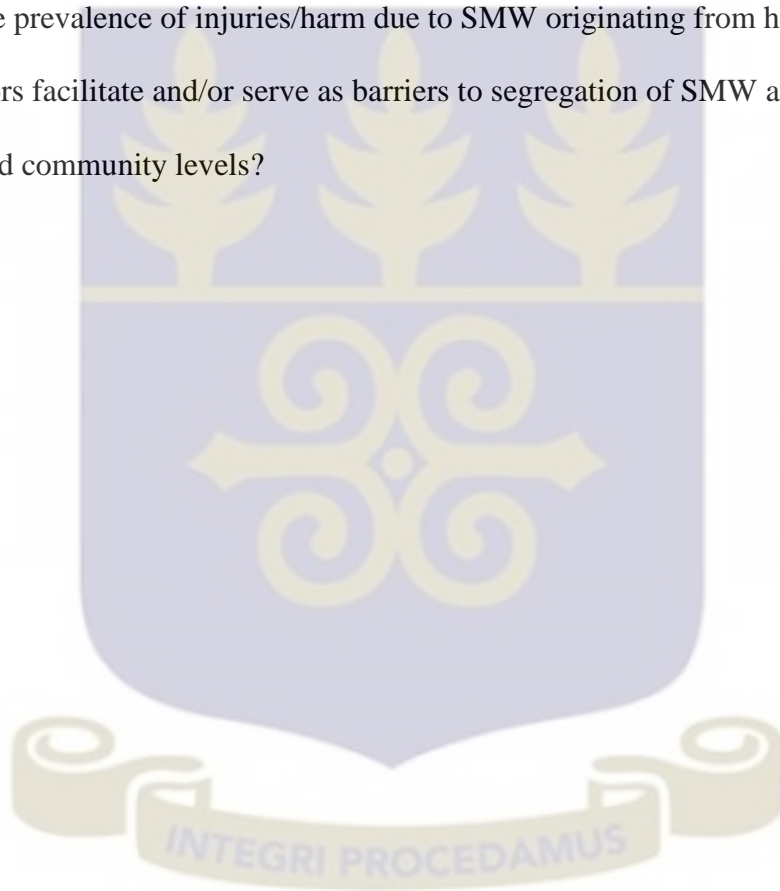 e prevalence of injuries/harm due to SMW originating from h
ors facilitate and/or serve as barriers to segregation of SMW a
d community levels?
INTEGRI PROCEDAMUS